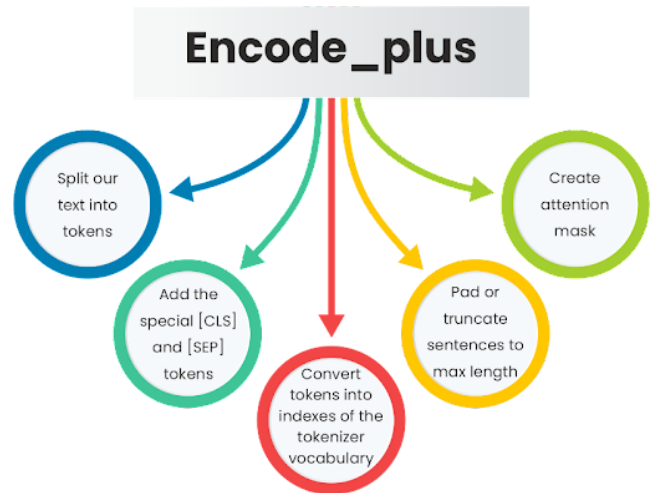 Encode_plus
Split our
text into
tokens
Add the
special [CLS]
and [SEP]
tokens
Convert
tokens into
indexes of the
tokenizer
vocabulary
Pad or
truncate
sentences to
max length
Create
attention
mask